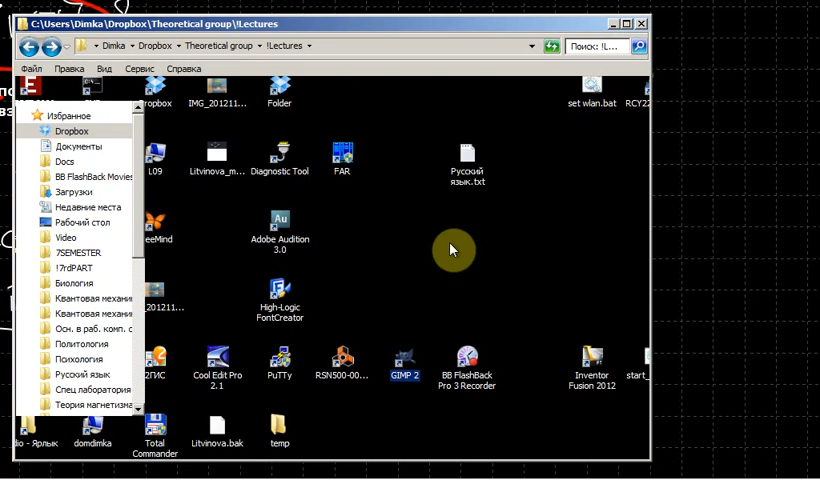 C:\Users\Dimka\Dropbox\Theoretical group\!Lectures
Dimka Dropbox Theoretical group !Lectures
Поиск: !L...
Файл Правка Вид Сервис Справка
Избранное
Dropbox
Документы
Docs
BB FlashBack Movies
Загрузки
Недавние места
Рабочий стол
Video
7SEMESTER
!7rdPART
Биология
Квантовая механи
Квантовая механи
Осн. в раб. комп. с
Политология
Психология
Русский язык
Спец лаборатория
Теория магнетизма
Dropbox
IMG_201211...
Folder
set wlan.bat
RCY22
L09
Litvinova_m...
Diagnostic Tool
FAR
Русский
язык.txt
eeMind
Adobe Audition
3.0
_201211...
High-Logic
FontCreator
2ГИС
Cool Edit Pro
2.1
PuTTy
RSN500-00...
GIMP 2
BB FlashBack
Pro 3 Recorder
Inventor
Fusion 2012
start_
dio - Ярлык
domdimka
Total
Commander
Litvinova.bak
temp